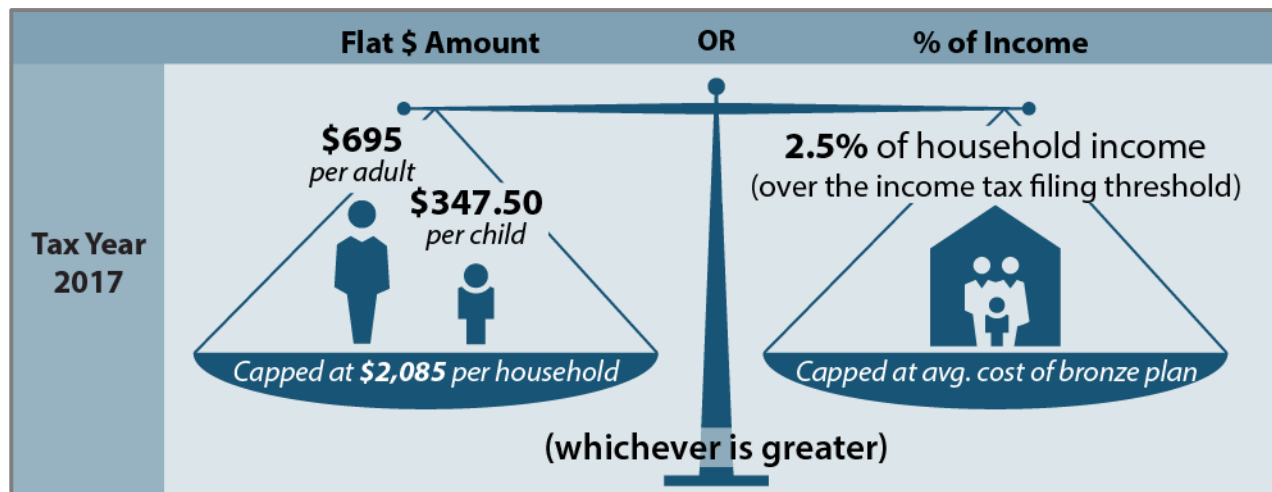 Flat $ Amount
OR
% of Income
Tax Year
2017
$695
per adult
$347.50
per child
Capped at $2,085 per household
2.5% of household income
(over the income tax filing threshold)
Capped at avg. cost of bronze plan
(whichever is greater)